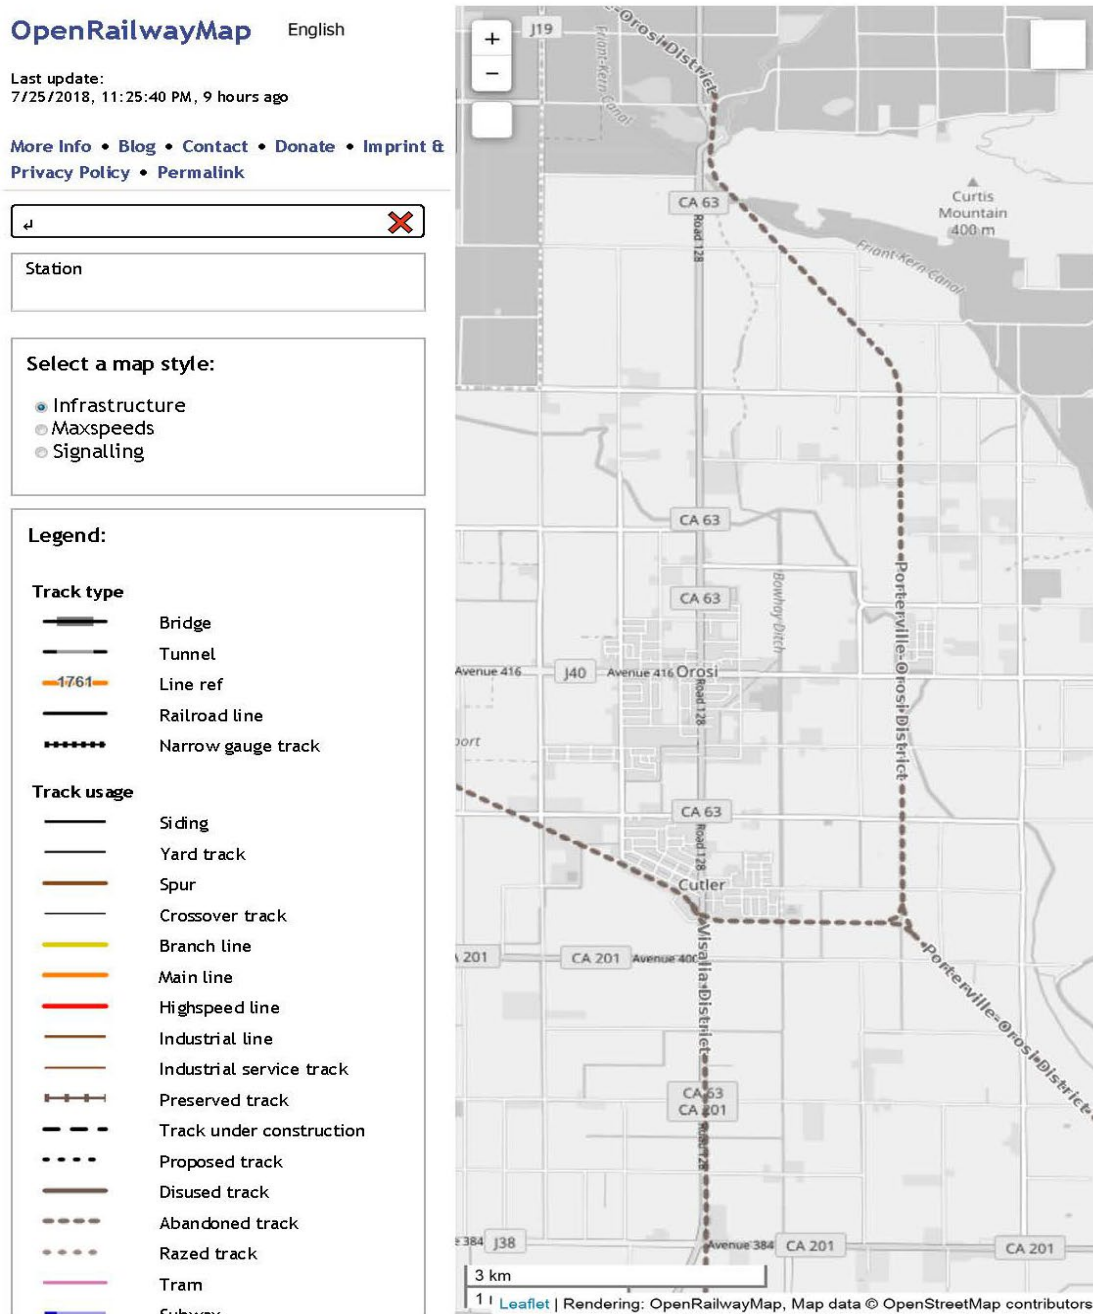 OpenRailwayMap English
Last update:
7/25/2018, 11:25:40 PM, 9 hours ago
More Info • Blog • Contact • Donate • Imprint &
Privacy Policy • Permalink
Station
Select a map style:
Infrastructure
Maxspeeds
Signalling
Legend:
Track type
Bridge
Tunnel
1761 Line ref
Railroad line
Narrow gauge track
Track usage
Siding
Yard track
Spur
Crossover track
Branch line
Main line
Highspeed line
Industrial line
Industrial service track
Preserved track
Track under construction
Proposed track
Disused track
Abandoned track
Razed track
Tram
Subway
+
−
J19
e-Orosi District
Friant-Kern Canal
CA 63
Road 128
Curtis
Mountain
400 m
Friant-Kern Canal
CA 63
CA 63
Bowhay Ditch
Porterville-Orosi District
Avenue 416
J40
Avenue 416
Orosi
Road 128
port
CA 63
Road 128
Cutler
Visalia District
A 201
CA 201
Avenue 400
Porterville-Orosi District
CA 63
CA 201
Road 128
e 384
J38
Avenue 384
CA 201
CA 201
3 km
1
Leaflet | Rendering: OpenRailwayMap, Map data © OpenStreetMap contributors